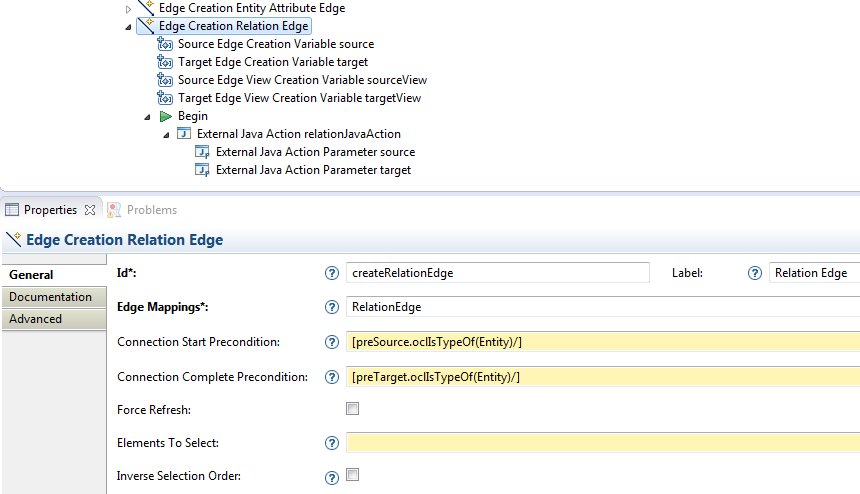 Edge Creation Entity Attribute Edge
Edge Creation Relation Edge
Source Edge Creation Variable source
Target Edge Creation Variable target
Source Edge View Creation Variable sourceView
Target Edge View Creation Variable targetView
Begin
External Java Action relationJavaAction
External Java Action Parameter source
External Java Action Parameter target
Properties Problems
Edge Creation Relation Edge
General
Documentation
Advanced
Id*: createRelationEdge Label: Relation Edge
Edge Mappings*: RelationEdge
Connection Start Precondition: [preSource.oclIsTypeOf(Entity)/]
Connection Complete Precondition: [preTarget.oclIsTypeOf(Entity)/]
Force Refresh:
Elements To Select:
Inverse Selection Order: